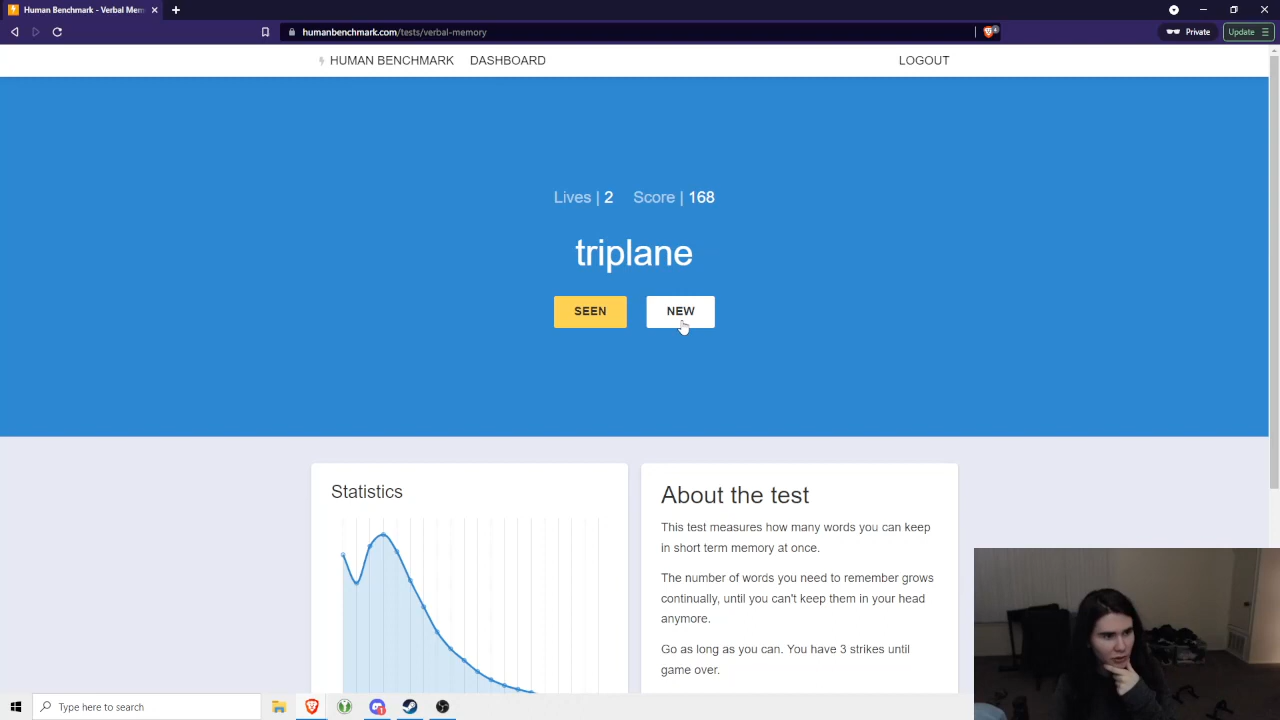 Human Benchmark - Verbal Mem
humanbenchmark.com/tests/verbal-memory
4
Private
Update
HUMAN BENCHMARK
DASHBOARD
LOGOUT
Lives | 2
Score | 168
triplane
SEEN
NEW
Statistics
About the test
This test measures how many words you can keep
in short term memory at once.
The number of words you need to remember grows
continually, until you can't keep them in your head
anymore.
Go as long as you can. You have 3 strikes until
game over.
Type here to search